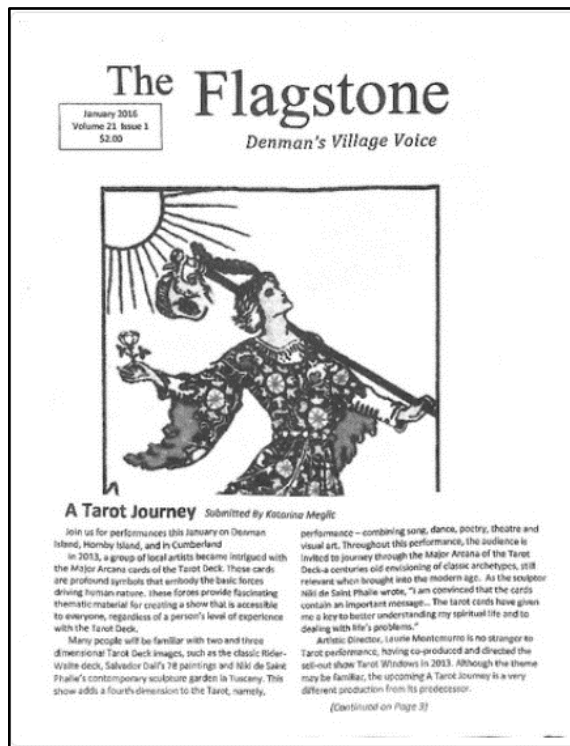 The Flagstone
January 2016
Volume 21 Issue 1
$2.00
Denman's Village Voice
A Tarot Journey Submitted By Katarina Meglic
Join us for performances this January on Denman
Island, Hornby Island, and in Cumberland
In 2013, a group of local artists became intrigued with
the Major Arcana cards of the Tarot Deck. These cards
are profound symbols that embody the basic forces
driving human nature. These forces provide fascinating
thematic material for creating a show that is accessible
to everyone, regardless of a person's level of experience
with the Tarot Deck.
Many people will be familiar with two and three
dimensional Tarot Deck images, such as the classic Rider-
Waite deck, Salvador Dali's 78 paintings and Niki de Saint
Phalle's contemporary sculpture garden in Tuscany. This
show adds a fourth dimension to the Tarot, namely,
performance – combining song, dance, poetry, theatre and
visual art. Throughout this performance, the audience is
invited to journey through the Major Arcana of the Tarot
Deck-a centuries old envisioning of classic archetypes, still
relevant when brought into the modern age. As the sculptor
Niki de Saint Phalle wrote, "I am convinced that the cards
contain an important message... The tarot cards have given
me a key to better understanding my spiritual life and to
dealing with life's problems."
Artistic Director, Laurie Montemurro is no stranger to
Tarot performance, having co-produced and directed the
sell-out show Tarot Windows in 2013. Although the theme
may be familiar, the upcoming A Tarot Journey is a very
different production from its predecessor.
(Continued on Page 3)